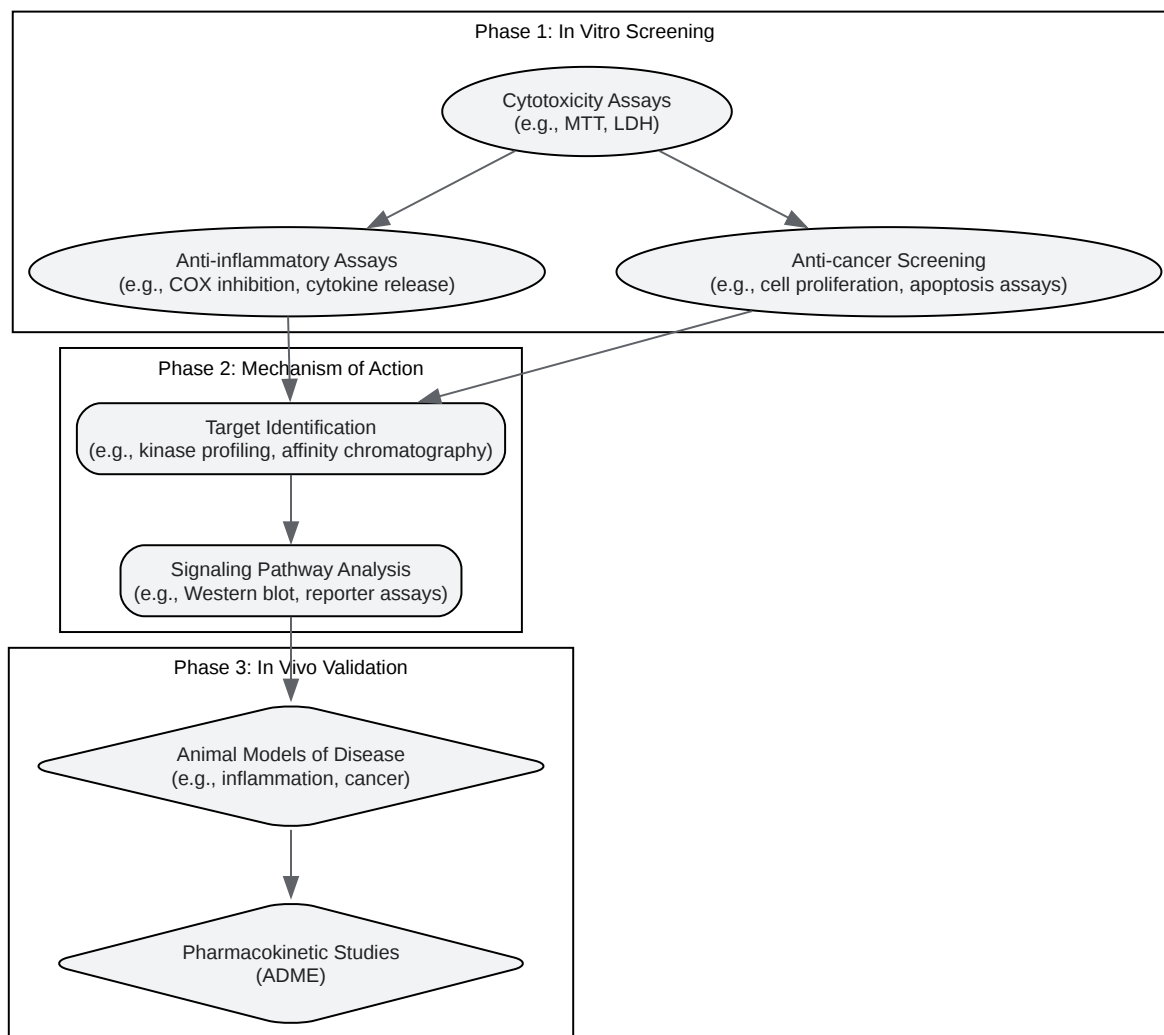 Phase 1: In Vitro Screening
Cytotoxicity Assays
(e.g., MTT, LDH)
Anti-inflammatory Assays
(e.g., COX inhibition, cytokine release)
Anti-cancer Screening
(e.g., cell proliferation, apoptosis assays)
Phase 2: Mechanism of Action
Target Identification
(e.g., kinase profiling, affinity chromatography)
Signaling Pathway Analysis
(e.g., Western blot, reporter assays)
Phase 3: In Vivo Validation
Animal Models of Disease
(e.g., inflammation, cancer)
Pharmacokinetic Studies
(ADME)